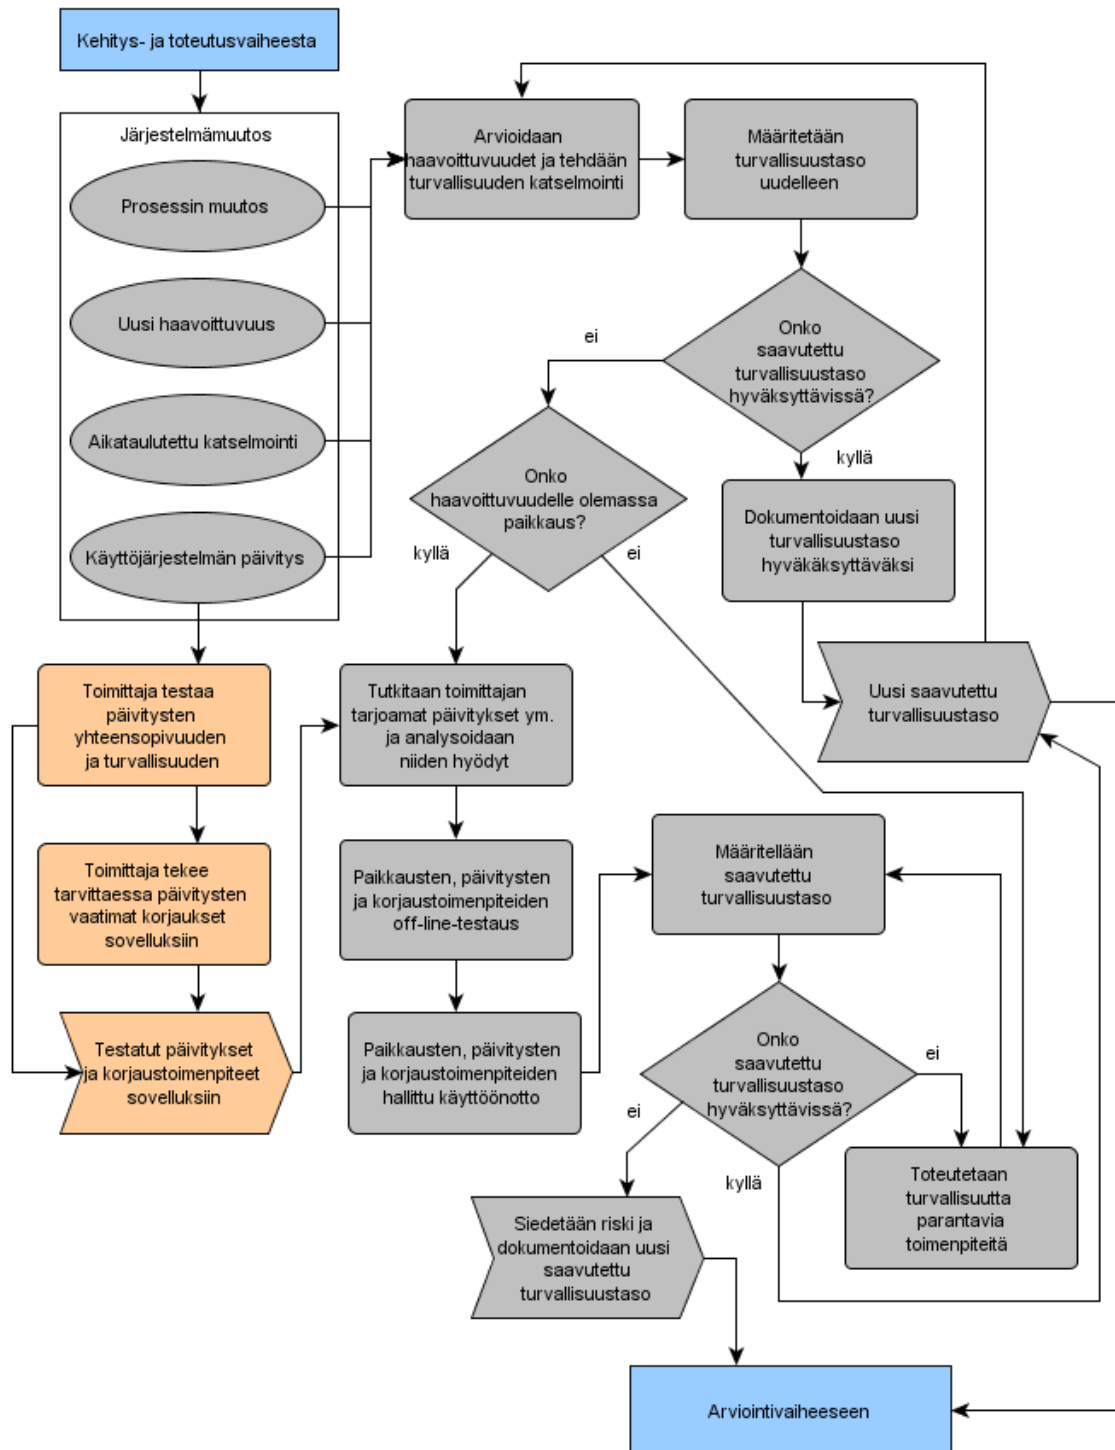 Kehitys- ja toteutusvaiheesta
Järjestelmämuutos
Prosessin muutos
Uusi haavoittuvuus
Aikataulutettu katselmointi
Käyttöjärjestelmän päivitys
Arvioidaan
haavoittuvuudet ja tehdään
turvallisuuden katselmointi
Määritetään
turvallisuustaso
uudelleen
Onko
saavutettu
turvallisuustaso
hyväksyttävissä?
ei
kyllä
Onko
haavoittuvuudelle olemassa
paikkaus?
kyllä
ei
Dokumentoidaan uusi
turvallisuustaso
hyväkäksyttäväksi
Uusi saavutettu
turvallisuustaso
Toimittaja testaa
päivitysten
yhteensopivuuden
ja turvallisuuden
Toimittaja tekee
tarvittaessa päivitysten
vaatimat korjaukset
sovelluksiin
Testatut päivitykset
ja korjaustoimenpiteet
sovelluksiin
Tutkitaan toimittajan
tarjoamat päivitykset ym.
ja analysoidaan
niiden hyödyt
Paikkausten, päivitysten
ja korjaustoimenpiteiden
off-line-testaus
Paikkausten, päivitysten
ja korjaustoimenpiteiden
hallittu käyttöönotto
Määritellään
saavutettu
turvallisuustaso
Onko
saavutettu
turvallisuustaso
hyväksyttävissä?
ei
ei
kyllä
Toteutetaan
turvallisuutta
parantavia
toimenpiteitä
Siedetään riski ja
dokumentoidaan uusi
saavutettu
turvallisuustaso
Arviointivaiheeseen